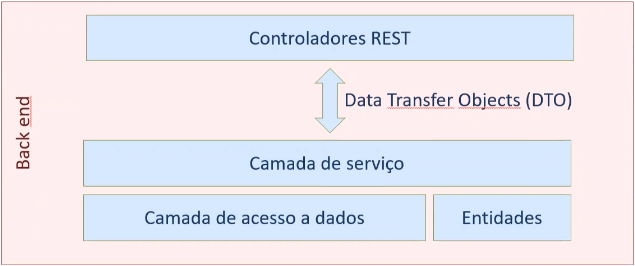 Back end
Controladores REST
Data Transfer Objects (DTO)
Camada de serviço
Camada de acesso a dados
Entidades